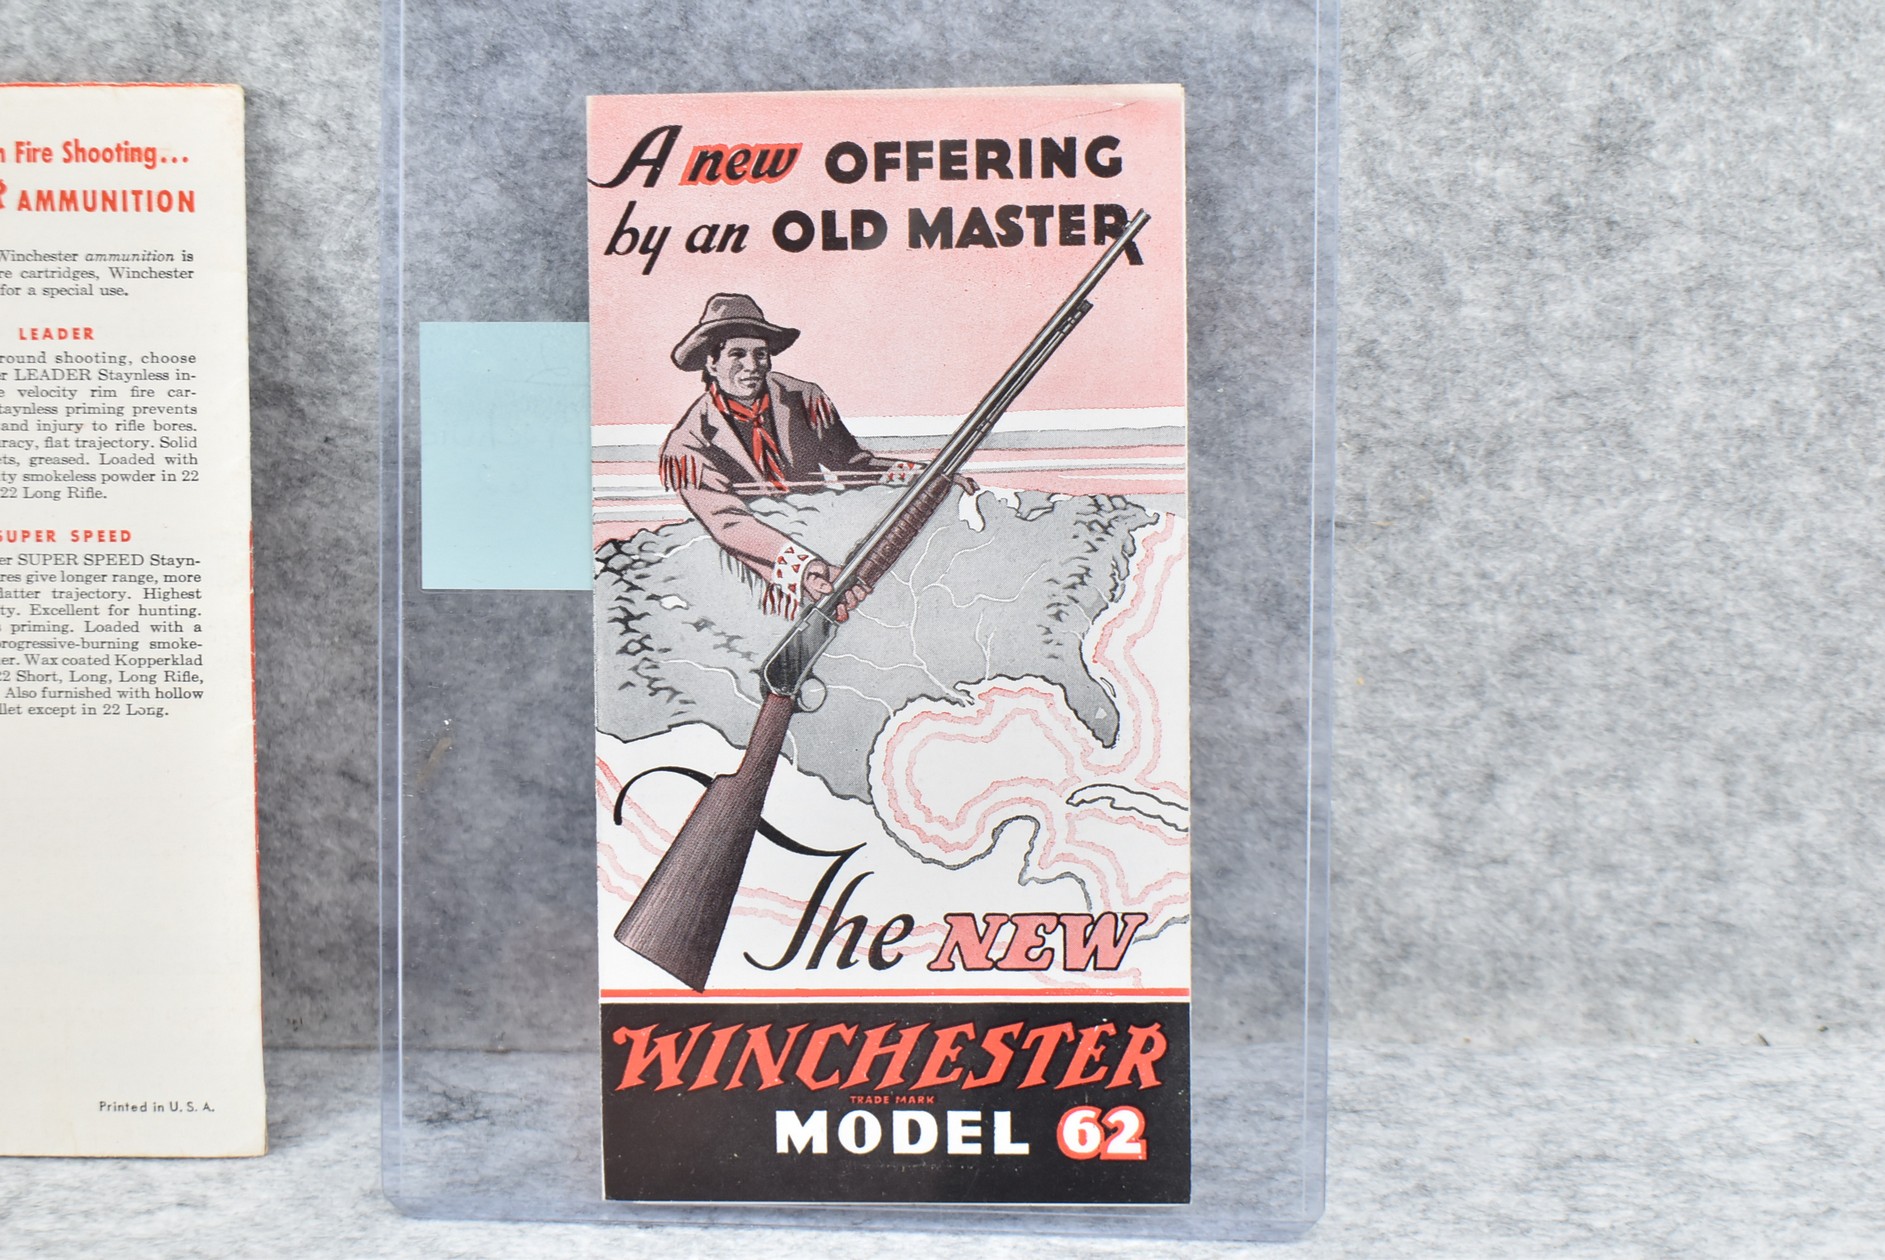 Fire Shooting...
AMMUNITION
Winchester ammunition is
cartridges, Winchester
for a special use.
LEADER
round shooting, choose
LEADER Staynless in-
velocity rim fire car-
taynless priming prevents
and injury to rifle bores.
racy, flat trajectory. Solid
ts, greased. Loaded with
ty smokeless powder in 22
22 Long Rifle.
SUPER SPEED
er SUPER SPEED Stayn-
res give longer range, more
latter trajectory. Highest
ty. Excellent for hunting.
priming. Loaded with a
rogressive-burning smoke-
er. Wax coated Kopperklad
22 Short, Long, Long Rifle,
Also furnished with hollow
llet except in 22 Long.
Printed in U. S. A.
A new OFFERING
by an OLD MASTER
The NEW
WINCHESTER
TRADE MARK
MODEL 62